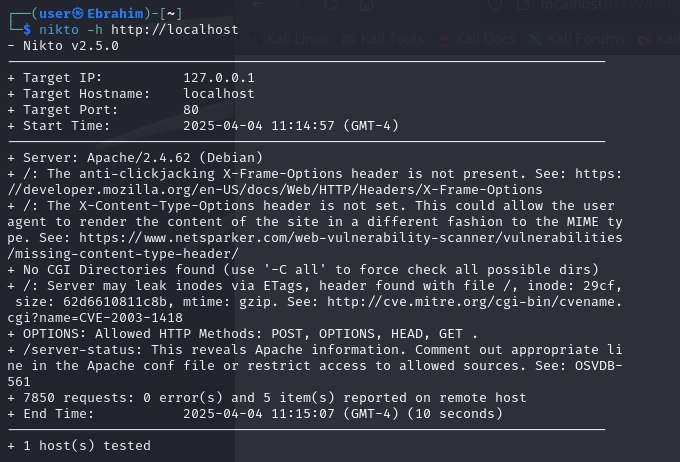 localhost
Kali Linux Kali Tools Kali Docs Kali Forums Ka
┌──(user㉿Ebrahim)-[~]
└─$ nikto -h http://localhost
- Nikto v2.5.0
---------------------------------------------------------------------------
+ Target IP: 127.0.0.1
+ Target Hostname: localhost
+ Target Port: 80
+ Start Time: 2025-04-04 11:14:57 (GMT-4)
---------------------------------------------------------------------------
+ Server: Apache/2.4.62 (Debian)
+ /: The anti-clickjacking X-Frame-Options header is not present. See: https:
//developer.mozilla.org/en-US/docs/Web/HTTP/Headers/X-Frame-Options
+ /: The X-Content-Type-Options header is not set. This could allow the user
agent to render the content of the site in a different fashion to the MIME ty
pe. See: https://www.netsparker.com/web-vulnerability-scanner/vulnerabilities
/missing-content-type-header/
+ No CGI Directories found (use '-C all' to force check all possible dirs)
+ /: Server may leak inodes via ETags, header found with file /, inode: 29cf,
size: 62d6610811c8b, mtime: gzip. See: http://cve.mitre.org/cgi-bin/cvename.
cgi?name=CVE-2003-1418
+ OPTIONS: Allowed HTTP Methods: POST, OPTIONS, HEAD, GET .
+ /server-status: This reveals Apache information. Comment out appropriate li
ne in the Apache conf file or restrict access to allowed sources. See: OSVDB-
561
+ 7850 requests: 0 error(s) and 5 item(s) reported on remote host
+ End Time: 2025-04-04 11:15:07 (GMT-4) (10 seconds)
---------------------------------------------------------------------------
+ 1 host(s) tested